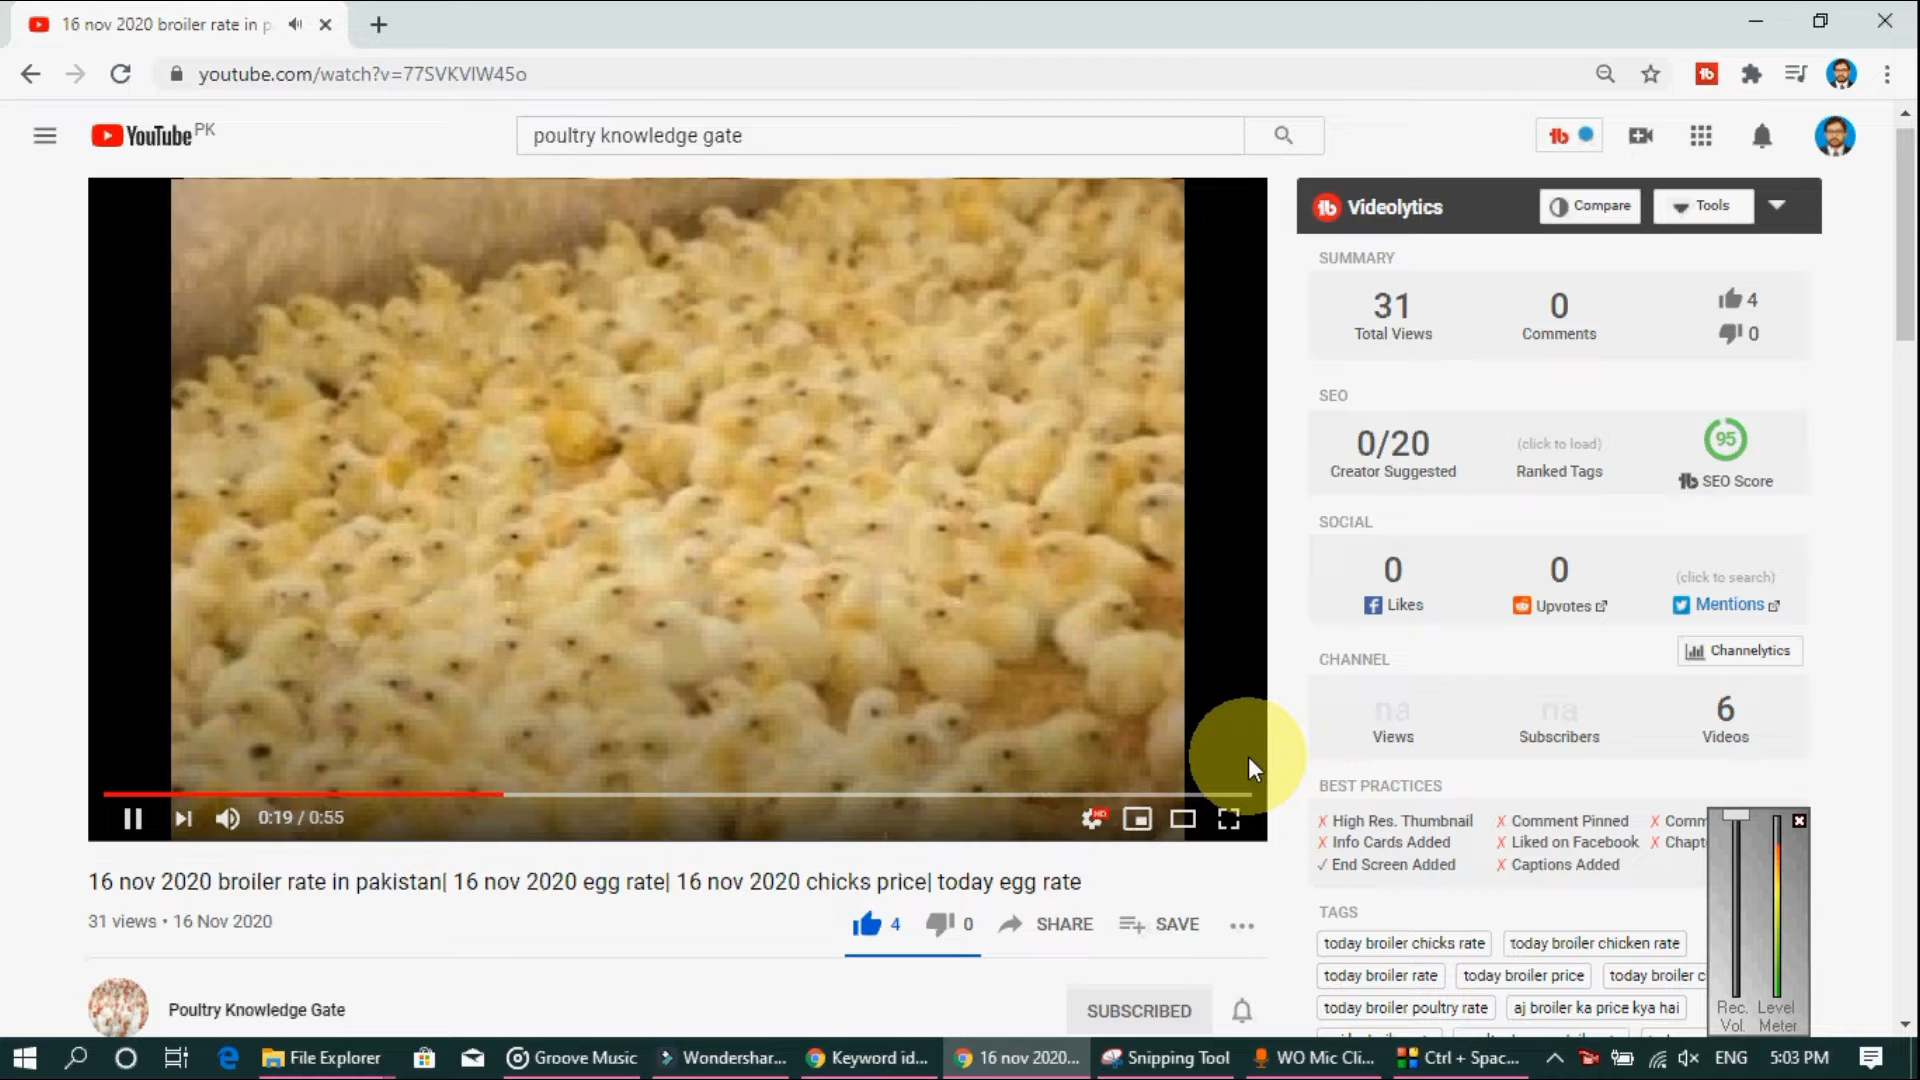 16 nov 2020 broiler rate in p
youtube.com/watch?v=77SVKVIW45o
YouTube PK
poultry knowledge gate
Videolytics
Compare
Tools
SUMMARY
31
Total Views
0
Comments
4
0
SEO
0/20
Creator Suggested
(click to load)
Ranked Tags
95
SEO Score
SOCIAL
0
Likes
0
Upvotes
(click to search)
Mentions
CHANNEL
Channelytics
na
Views
na
Subscribers
6
Videos
BEST PRACTICES
High Res. Thumbnail
Comment Pinned
Comm
Info Cards Added
Liked on Facebook
Chapt
End Screen Added
Captions Added
TAGS
today broiler chicks rate
today broiler chicken rate
today broiler rate
today broiler price
today broiler c
today broiler poultry rate
aj broiler ka price kya hai
Rec. Vol.
Level Meter
0:19 / 0:55
HD
16 nov 2020 broiler rate in pakistan| 16 nov 2020 egg rate| 16 nov 2020 chicks price| today egg rate
31 views • 16 Nov 2020
4
0
SHARE
SAVE
Poultry Knowledge Gate
SUBSCRIBED
File Explorer
Groove Music
Wondershar...
Keyword id...
16 nov 2020...
Snipping Tool
WO Mic Cli...
Ctrl + Spac...
ENG
5:03 PM